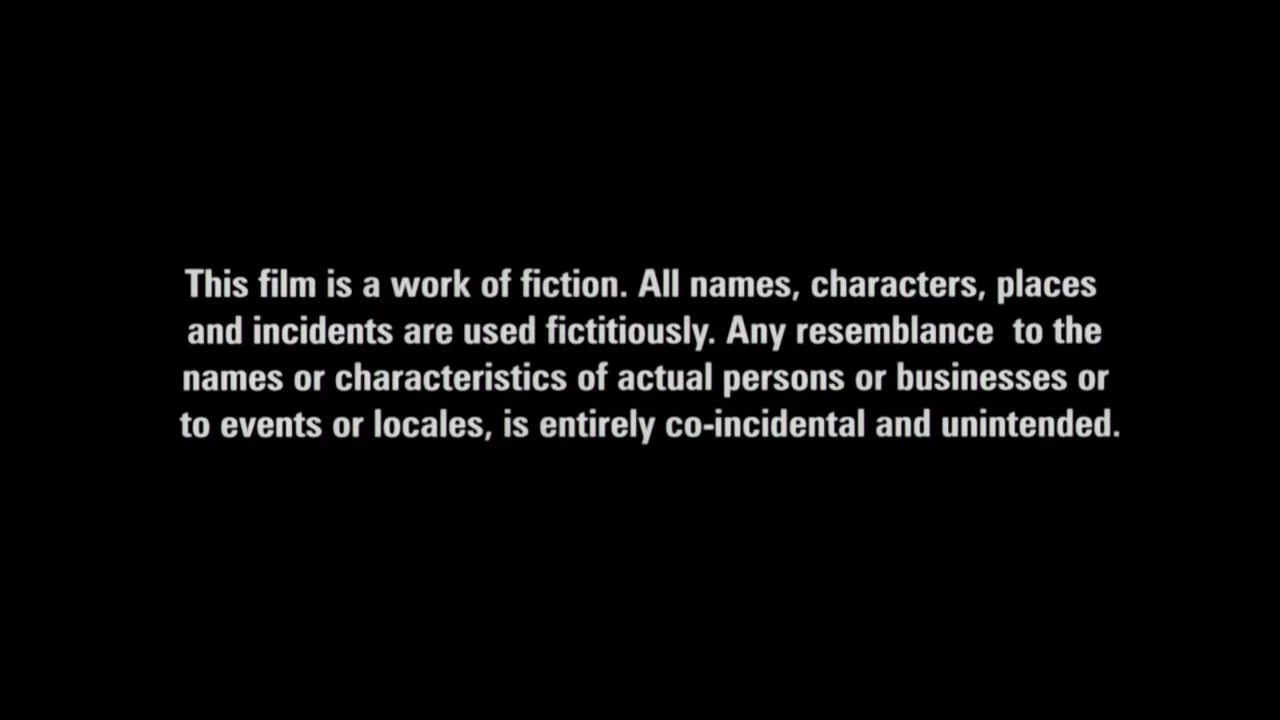 This film is a work of fiction. All names, characters, places
and incidents are used fictitiously. Any resemblance  to the
names or characteristics of actual persons or businesses or
to events or locales, is entirely co-incidental and unintended.